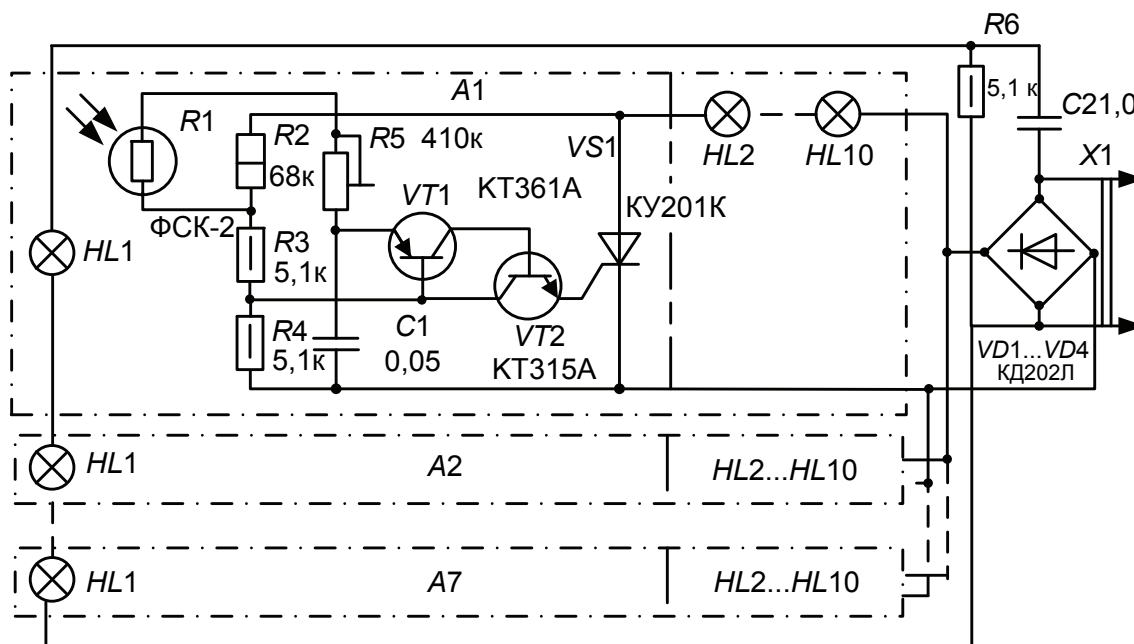 R6
5,1 к
C21,0
X1
A1
R1
R2
68к
R5 410к
VS1
HL2
HL10
VT1
КТ361А
КУ201К
ФСК-2
HL1
R3
5,1к
R4
5,1к
C1
0,05
VT2
КТ315А
VD1...VD4
КД202Л
HL1
A2
HL2...HL10
HL1
A7
HL2...HL10